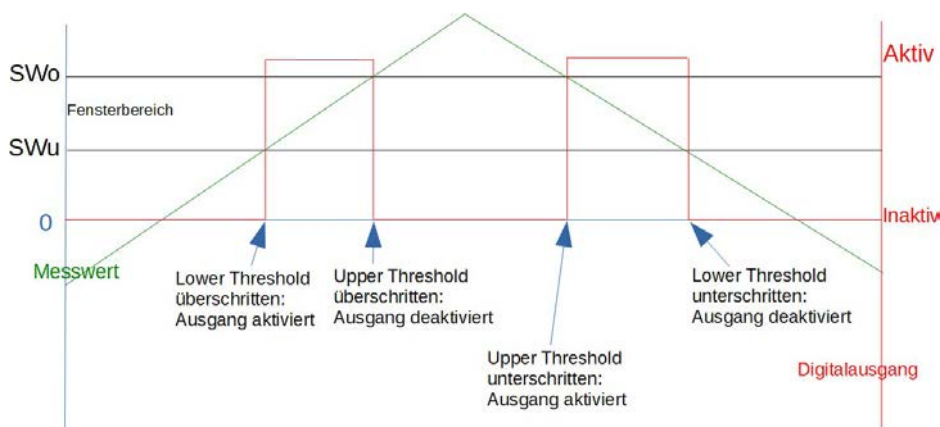 SWo
Aktiv
Fensterbereich
SWu
0
Inaktiv
Messwert
Lower Threshold
überschritten:
Ausgang aktiviert
Upper Threshold
überschritten:
Ausgang deaktiviert
Lower Threshold
unterschritten:
Ausgang deaktiviert
Upper Threshold
unterschritten:
Ausgang aktiviert
Digitalausgang